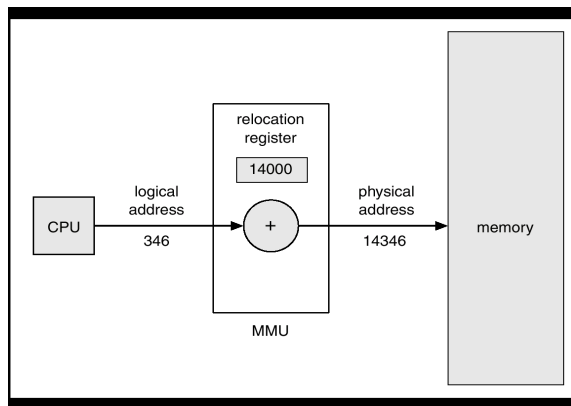 relocation
register
14000
logical
address
346
CPU
+
physical
address
14346
memory
MMU